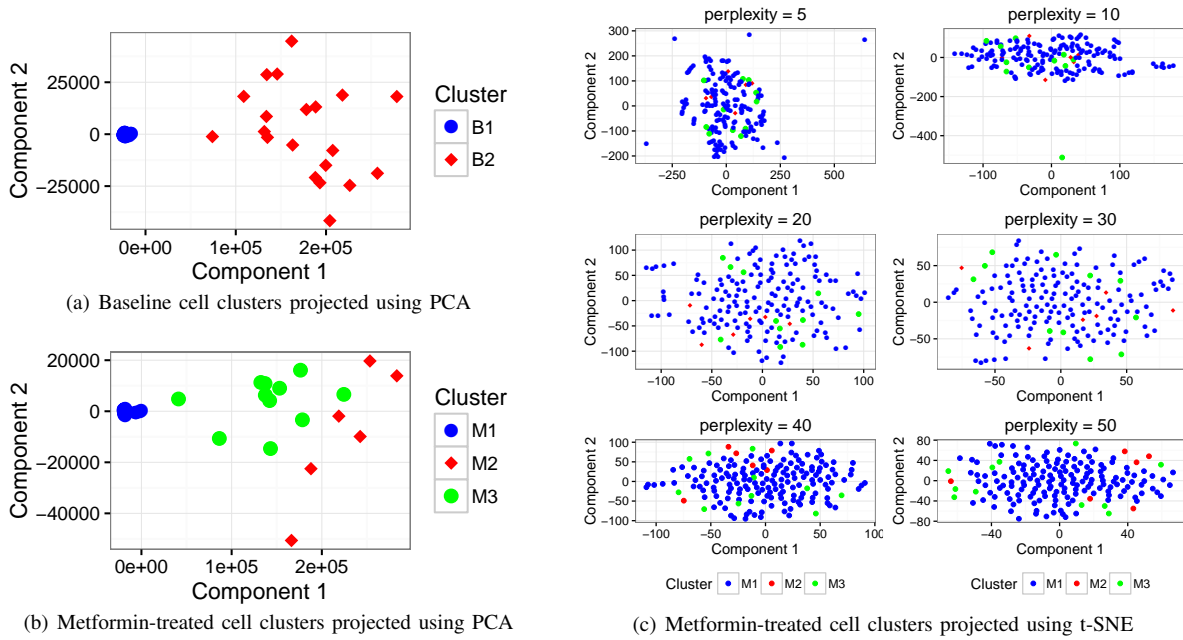 Component 2
25000
0
−25000
0e+00
1e+05
2e+05
Component 1
Cluster
B1
B2
(a) Baseline cell clusters projected using PCA
Component 2
20000
0
−20000
−40000
0e+00
1e+05
2e+05
Component 1
Cluster
M1
M2
M3
(b) Metformin-treated cell clusters projected using PCA
perplexity = 5
Component 2
300
200
100
0
−100
−200
−250
0
250
500
Component 1
perplexity = 10
Component 2
0
−200
−400
−100
0
100
Component 1
perplexity = 20
Component 2
100
50
0
−50
−100
−100
−50
0
50
100
Component 1
perplexity = 30
Component 2
50
0
−50
−50
0
50
Component 1
perplexity = 40
Component 2
100
50
0
−50
−100
−100
−50
0
50
100
Component 1
perplexity = 50
Component 2
80
40
0
−40
−80
−40
0
40
Component 1
Cluster M1 M2 M3
Cluster M1 M2 M3
(c) Metformin-treated cell clusters projected using t-SNE